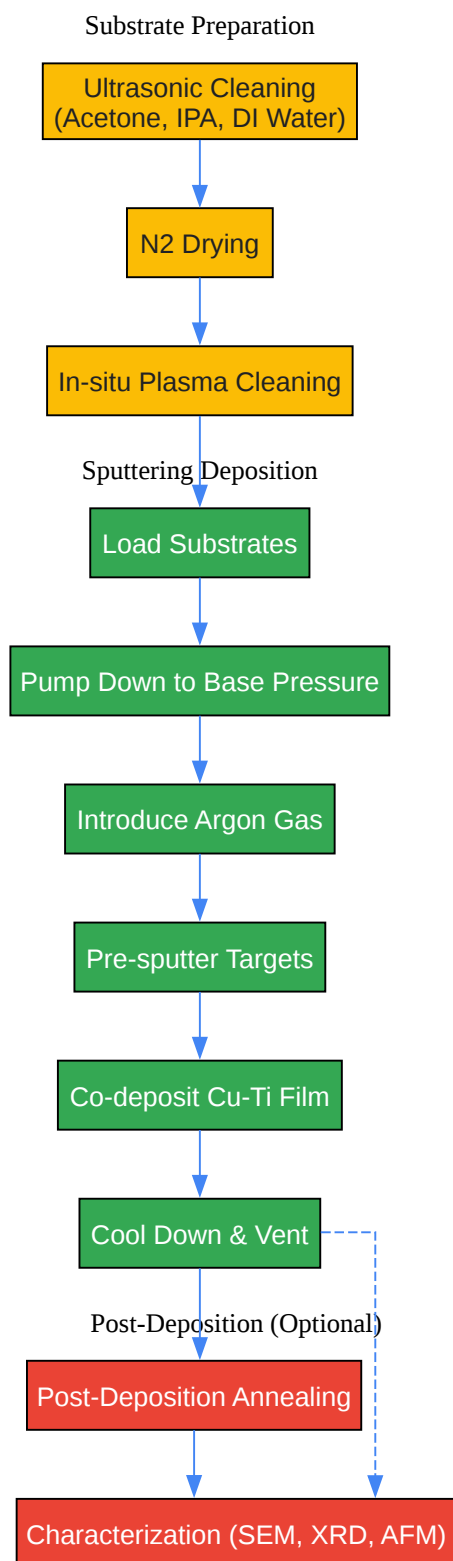 Substrate Preparation
Ultrasonic Cleaning
(Acetone, IPA, DI Water)
N2 Drying
In-situ Plasma Cleaning
Sputtering Deposition
Load Substrates
Pump Down to Base Pressure
Introduce Argon Gas
Pre-sputter Targets
Co-deposit Cu-Ti Film
Cool Down & Vent
Post-Deposition (Optional)
Post-Deposition Annealing
Characterization (SEM, XRD, AFM)